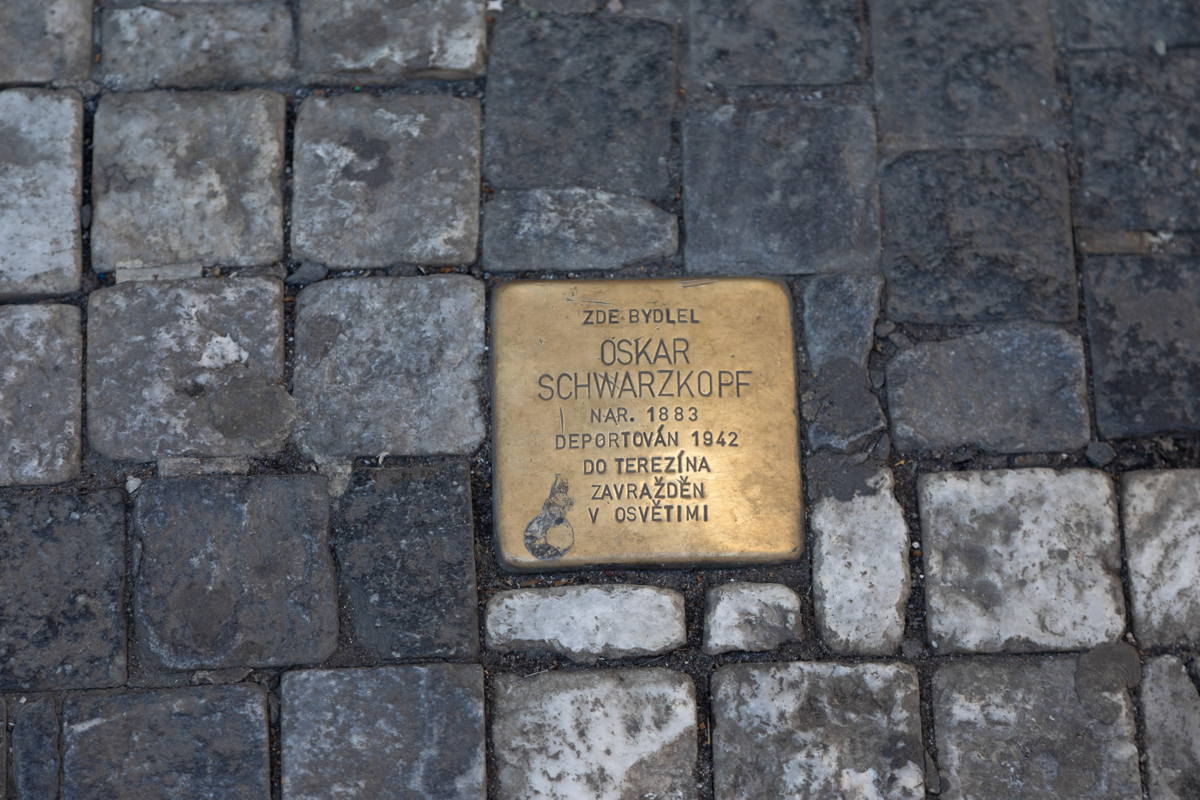 ZDE BYDLEL
OSKAR
SCHWARZKOPF
NAR. 1883
DEPORTOVÁN 1942
DO TEREZÍNA
ZAVRAŽDĚN
V OSVĚTIMI